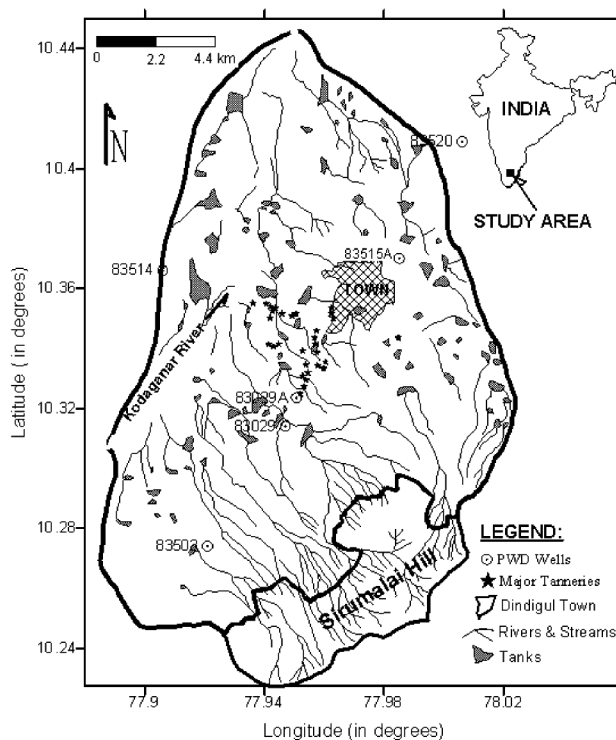 10.44
10.4
10.36
10.32
10.28
10.24
Latitude ( in degrees)
0 2.2 4.4 km
N
INDIA
STUDY AREA
83520
83515A
83514
TOWN
Kodaganar River
83029A
83029
83502
Sirumalai Hill
LEGEND:
PWD Wells
Major Tanneries
Dindigul Town
Rivers & Streams
Tanks
77.9 77.94 77.98 78.02
Longitude (in degrees)